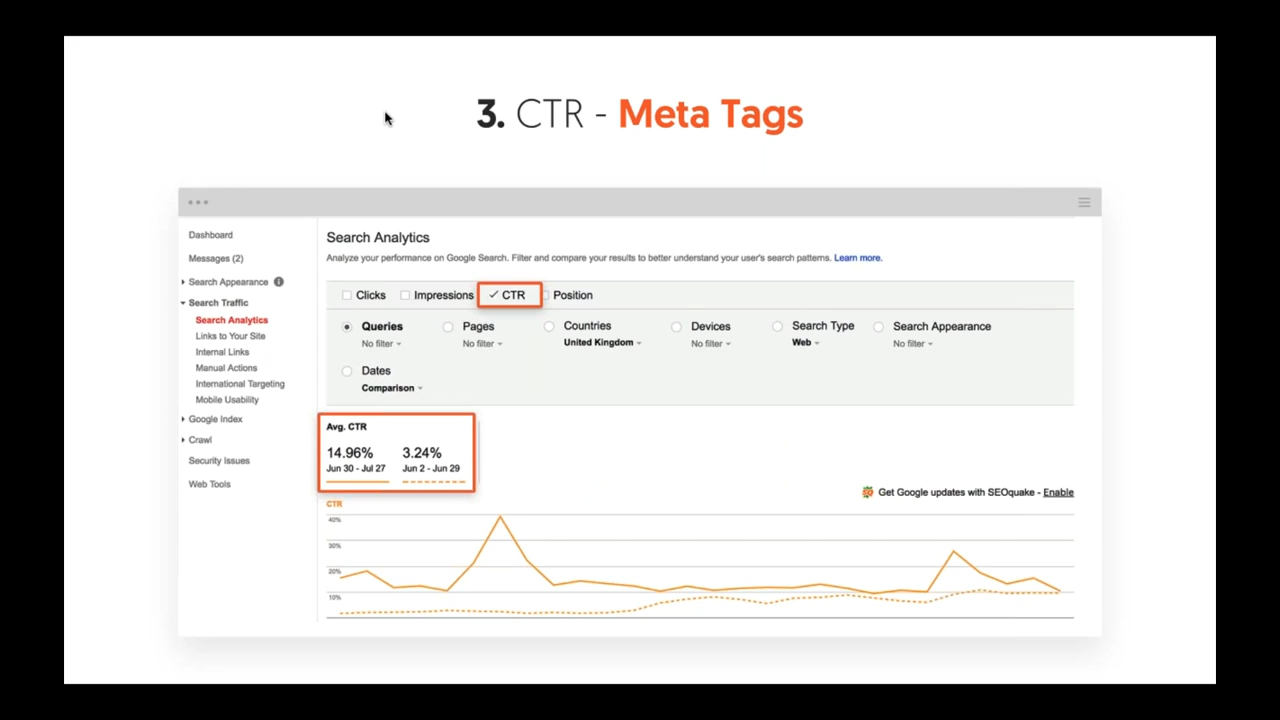 3. CTR - Meta Tags
Dashboard
Messages (2)
Search Appearance
Search Traffic
Search Analytics
Links to Your Site
Internal Links
Manual Actions
International Targeting
Mobile Usability
Google Index
Crawl
Security Issues
Web Tools
Search Analytics
Analyze your performance on Google Search. Filter and compare your results to better understand your user's search patterns. Learn more.
Clicks Impressions CTR Position
Queries Pages Countries Devices Search Type Search Appearance
No filter No filter United Kingdom No filter Web No filter
Dates
Comparison
Avg. CTR
14.96% 3.24%
Jun 30 - Jul 27 Jun 2 - Jun 29
Get Google updates with SEOquake - Enable
CTR
40%
30%
20%
10%